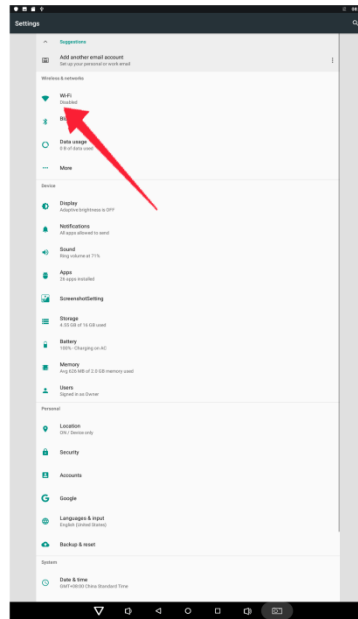 Settings
Suggestions
Add another email account
Set up your personal or work email
Wireless & networks
Wi-Fi
Disabled
Data usage
0 B of data used
More
Device
Display
Adaptive brightness is OFF
Notifications
All apps allowed to send
Sound
Ring volume at 71%
Apps
26 apps installed
ScreenshotSetting
Storage
4.50 GB of 16 GB used
Battery
100% - Charging on AC
Memory
Avg 628 MB of 2.0 GB memory used
Users
Signed in as Owner
Personal
Location
ON / Device only
Security
Accounts
Google
Languages & input
English (United States)
Backup & reset
System
Date & time
GMT+08:00 China Standard Time